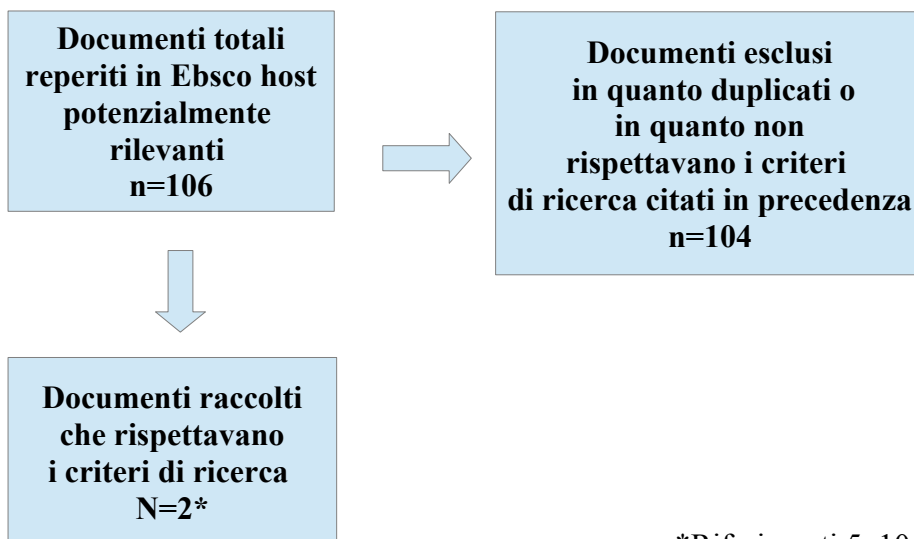 Documenti totali
reperiti in Ebsco host
potenzialmente
rilevanti
n=106
Documenti esclusi
in quanto duplicati o
in quanto non
rispettavano i criteri
di ricerca citati in precedenza
n=104
Documenti raccolti
che rispettavano
i criteri di ricerca
N=2*